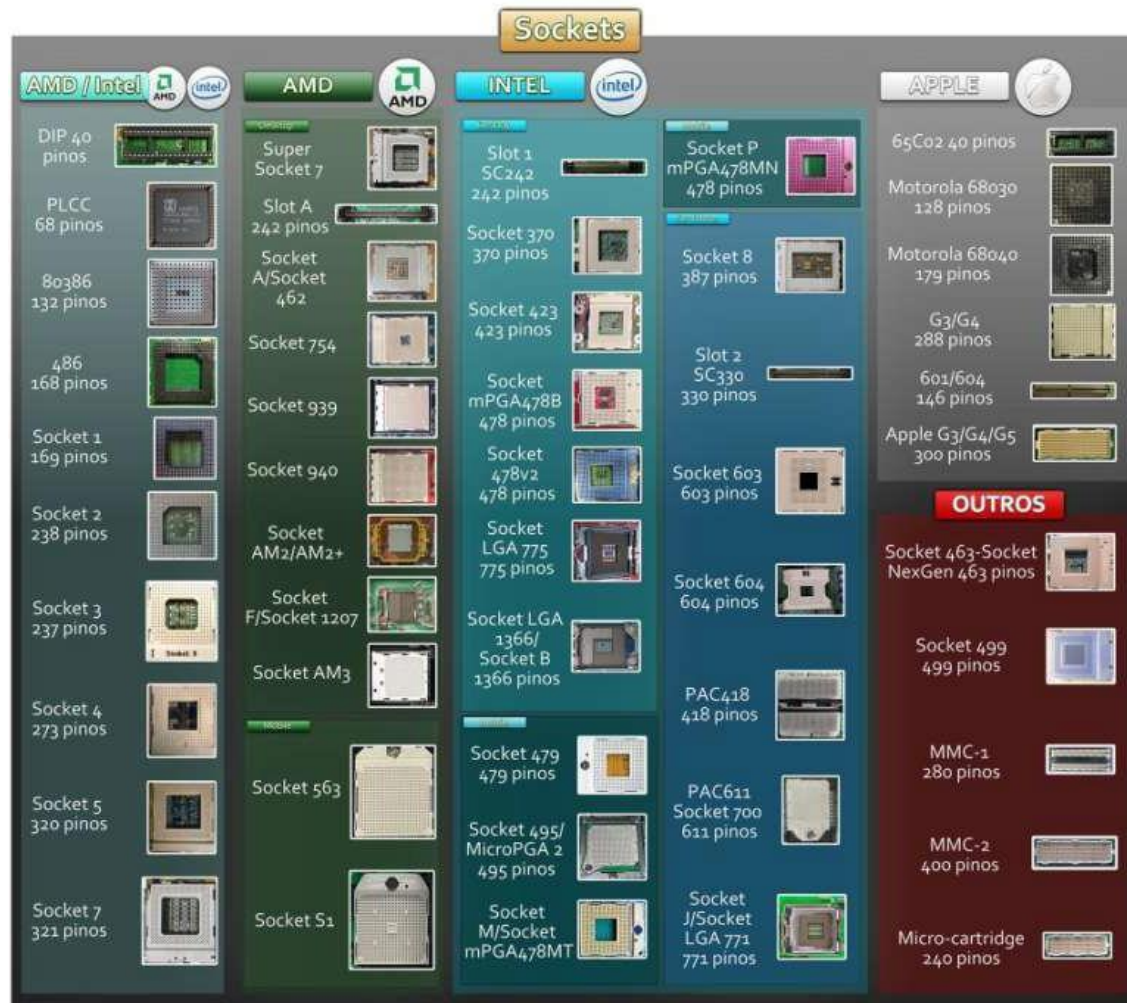 Sockets
AMD / Intel
AMD
intel
DIP 40
pinos
PLCC
68 pinos
80386
132 pinos
486
168 pinos
Socket 1
169 pinos
Socket 2
238 pinos
Socket 3
237 pinos
Socket 3
Socket 4
273 pinos
Socket 5
320 pinos
Socket 7
321 pinos
AMD
AMD
Desktop
Super
Socket 7
Slot A
242 pinos
Socket
A/Socket
462
Socket 754
Socket 939
Socket 940
Socket
AM2/AM2+
Socket
F/Socket 1207
Socket AM3
Mobile
Socket 563
Socket S1
INTEL
intel
Slot 1
SC242
242 pinos
Socket 370
370 pinos
Socket 423
423 pinos
Socket
mPGA478B
478 pinos
Socket
478v2
478 pinos
Socket
LGA 775
775 pinos
Socket LGA
1366/
Socket B
1366 pinos
Socket 479
479 pinos
Socket 495/
MicroPGA 2
495 pinos
Socket
M/Socket
mPGA478MT
Socket P
mPGA478MN
478 pinos
Socket 8
387 pinos
Slot 2
SC330
330 pinos
Socket 603
603 pinos
Socket 604
604 pinos
PAC418
418 pinos
PAC611
Socket 700
611 pinos
Socket
J/Socket
LGA 771
771 pinos
APPLE
65C02 40 pinos
Motorola 68030
128 pinos
Motorola 68040
179 pinos
G3/G4
288 pinos
601/604
146 pinos
Apple G3/G4/G5
300 pinos
OUTROS
Socket 463-Socket
NexGen 463 pinos
Socket 499
499 pinos
MMC-1
280 pinos
MMC-2
400 pinos
Micro-cartridge
240 pinos